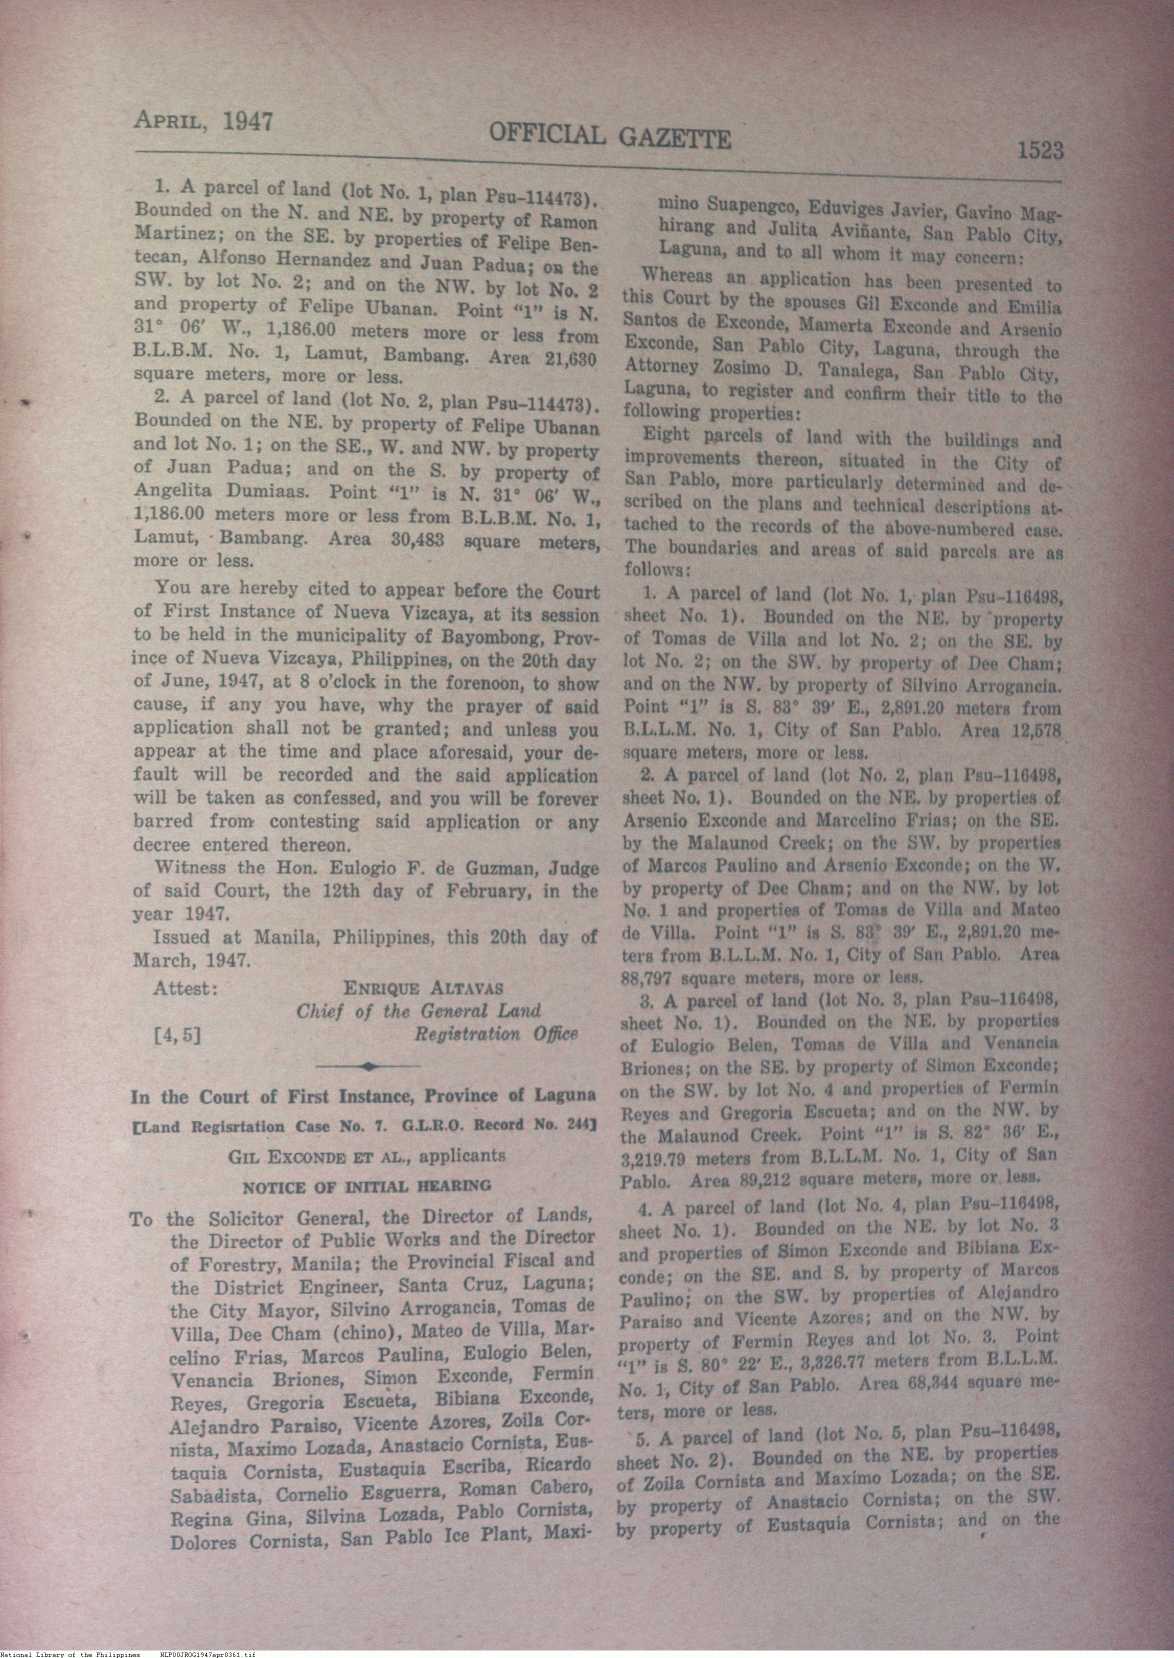 APRIL, 1947
OFFICIAL GAZETTE
1523
1. A parcel of land (lot No. 1, plan Psu–114473).
Bounded on the N. and NE. by property of Ramon
Martinez; on the SE. by properties of Felipe Ben-
tecan, Alfonso Hernandez and Juan Padua; on the
SW. by lot No. 2; and on the NW. by lot No. 2
and property of Felipe Ubanan. Point “1” is N.
31° 06′ W., 1,186.00 meters more or less from
B.L.B.M. No. 1, Lamut, Bambang. Area 21,630
square meters, more or less.
2. A parcel of land (lot No. 2, plan Psu–114473).
Bounded on the NE. by property of Felipe Ubanan
and lot No. 1; on the SE., W. and NW. by property
of Juan Padua; and on the S. by property of
Angelita Dumiaas. Point “1” is N. 31° 06′ W.,
1,186.00 meters more or less from B.L.B.M. No. 1,
Lamut, Bambang. Area 30,483 square meters,
more or less.
You are hereby cited to appear before the Court
of First Instance of Nueva Vizcaya, at its session
to be held in the municipality of Bayombong, Prov-
ince of Nueva Vizcaya, Philippines, on the 20th day
of June, 1947, at 8 o’clock in the forenoon, to show
cause, if any you have, why the prayer of said
application shall not be granted; and unless you
appear at the time and place aforesaid, your de-
fault will be recorded and the said application
will be taken as confessed, and you will be forever
barred from contesting said application or any
decree entered thereon.
Witness the Hon. Eulogio F. de Guzman, Judge
of said Court, the 12th day of February, in the
year 1947.
Issued at Manila, Philippines, this 20th day of
March, 1947.
Attest: ENRIQUE ALTAVAS
Chief of the General Land
[4, 5] Registration Office
In the Court of First Instance, Province of Laguna
[Land Regisrtation Case No. 7. G.L.R.O. Record No. 244]
GIL EXCONDE ET AL., applicants
NOTICE OF INITIAL HEARING
To the Solicitor General, the Director of Lands,
the Director of Public Works and the Director
of Forestry, Manila; the Provincial Fiscal and
the District Engineer, Santa Cruz, Laguna;
the City Mayor, Silvino Arrogancia, Tomas de
Villa, Dee Cham (chino), Mateo de Villa, Mar-
celino Frias, Marcos Paulina, Eulogio Belen,
Venancia Briones, Simon Exconde, Fermin
Reyes, Gregoria Escueta, Bibiana Exconde,
Alejandro Paraiso, Vicente Azores, Zoila Cor-
nista, Maximo Lozada, Anastacio Cornista, Eus-
taquia Cornista, Eustaquia Escriba, Ricardo
Sabadista, Cornelio Esguerra, Roman Cabero,
Regina Gina, Silvina Lozada, Pablo Cornista,
Dolores Cornista, San Pablo Ice Plant, Maxi-
mino Suapengco, Eduviges Javier, Gavino Mag-
hirang and Julita Aviñante, San Pablo City,
Laguna, and to all whom it may concern:
Whereas an application has been presented to
this Court by the spouses Gil Exconde and Emilia
Santos de Exconde, Mamerta Exconde and Arsenio
Exconde, San Pablo City, Laguna, through the
Attorney Zosimo D. Tanalega, San Pablo City,
Laguna, to register and confirm their title to the
following properties:
Eight parcels of land with the buildings and
improvements thereon, situated in the City of
San Pablo, more particularly determined and de-
scribed on the plans and technical descriptions at-
tached to the records of the above-numbered case.
The boundaries and areas of said parcels are as
follows:
1. A parcel of land (lot No. 1, plan Psu–116498,
sheet No. 1). Bounded on the NE. by property
of Tomas de Villa and lot No. 2; on the SE. by
lot No. 2; on the SW. by property of Dee Cham;
and on the NW. by property of Silvino Arrogancia.
Point “1” is S. 83° 39′ E., 2,891.20 meters from
B.L.L.M. No. 1, City of San Pablo. Area 12,578
square meters, more or less.
2. A parcel of land (lot No. 2, plan Psu–116498,
sheet No. 1). Bounded on the NE. by properties of
Arsenio Exconde and Marcelino Frias; on the SE.
by the Malaunod Creek; on the SW. by properties
of Marcos Paulino and Arsenio Exconde; on the W.
by property of Dee Cham; and on the NW. by lot
No. 1 and properties of Tomas de Villa and Mateo
de Villa. Point “1” is S. 83° 39′ E., 2,891.20 me-
ters from B.L.L.M. No. 1, City of San Pablo. Area
88,797 square meters, more or less.
3. A parcel of land (lot No. 3, plan Psu–116498,
sheet No. 1). Bounded on the NE. by properties
of Eulogio Belen, Tomas de Villa and Venancia
Briones; on the SE. by property of Simon Exconde;
on the SW. by lot No. 4 and properties of Fermin
Reyes and Gregoria Escueta; and on the NW. by
the Malaunod Creek. Point “1” is S. 82° 36′ E.,
3,219.79 meters from B.L.L.M. No. 1, City of San
Pablo. Area 89,212 square meters, more or less.
4. A parcel of land (lot No. 4, plan Psu–116498,
sheet No. 1). Bounded on the NE. by lot No. 3
and properties of Simon Exconde and Bibiana Ex-
conde; on the SE. and S. by property of Marcos
Paulino; on the SW. by properties of Alejandro
Paraiso and Vicente Azores; and on the NW. by
property of Fermin Reyes and lot No. 3. Point
“1” is S. 80° 22′ E., 3,326.77 meters from B.L.L.M.
No. 1, City of San Pablo. Area 68,344 square me-
ters, more or less.
5. A parcel of land (lot No. 5, plan Psu–116498,
sheet No. 2). Bounded on the NE. by properties
of Zoila Cornista and Maximo Lozada; on the SE.
by property of Anastacio Cornista; on the SW.
by property of Eustaquia Cornista; and on the
National Library of the Philippines NLP00JROG1947apr0361.tif